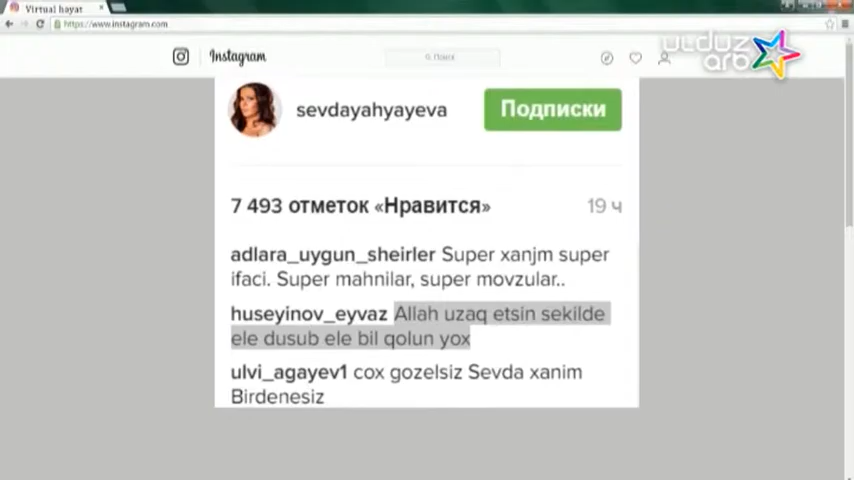 Virtual hayat
https://www.instagram.com
Instagram
Поиск
ulduz
arb
sevdayahyayeva
Подписки
7 493 отметок «Нравится»
19 ч
adlara_uygun_sheirler Super xanjm super
ifaci. Super mahnilar, super movzular..
huseyinov_eyvaz Allah uzaq etsin sekilde
ele dusub ele bil qolun yox
ulvi_agayev1 cox gozelsiz Sevda xanim
Birdenesiz